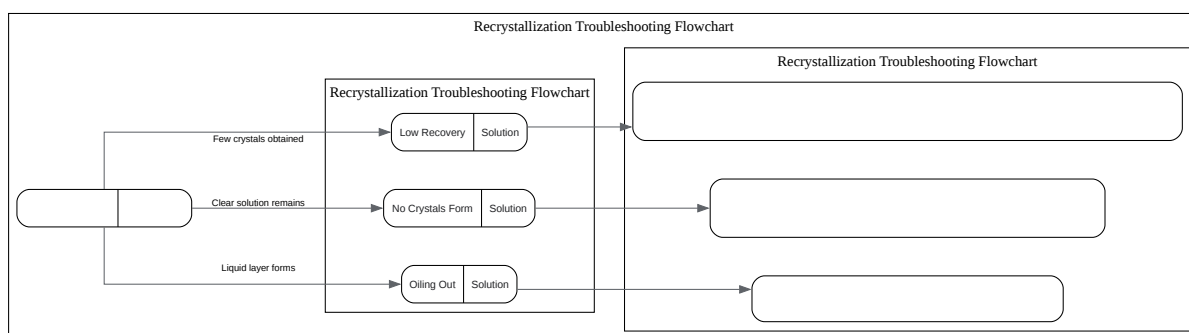 Recrystallization Troubleshooting Flowchart
Recrystallization Troubleshooting Flowchart
Recrystallization Troubleshooting Flowchart
Few crystals obtained
Low Recovery
Solution
Clear solution remains
No Crystals Form
Solution
Liquid layer forms
Oiling Out
Solution